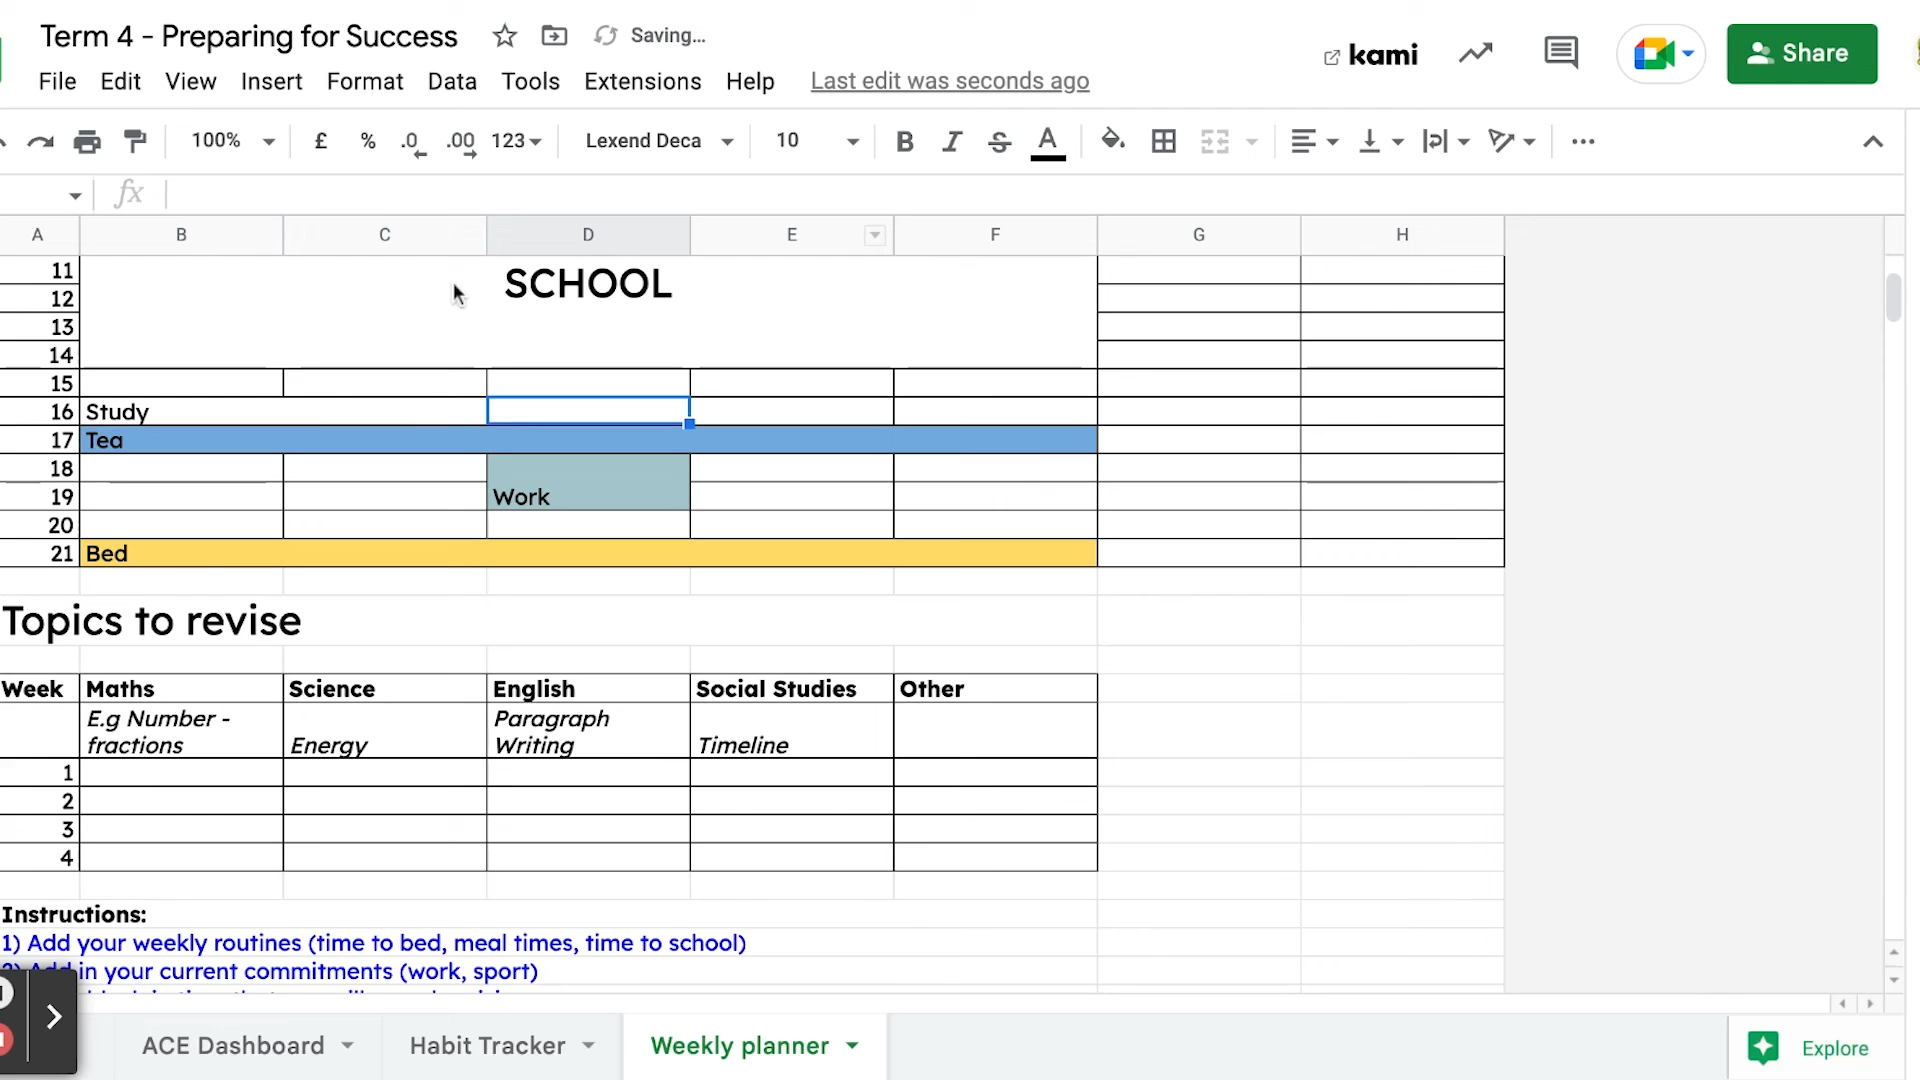 Term 4 - Preparing for Success Saving...
File Edit View Insert Format Data Tools Extensions Help Last edit was seconds ago
kami
Share
100% £ % .0 .00 123 Lexend Deca 10 B I S A
fx
A B C D E F G H
11
SCHOOL
12
13
14
15
16 Study
17 Tea
18
19 Work
20
21 Bed
Topics to revise
Week Maths Science English Social Studies Other
E.g Number - fractions Energy Paragraph Writing Timeline
1
2
3
4
Instructions:
1) Add your weekly routines (time to bed, meal times, time to school)
in your current commitments (work, sport)
ACE Dashboard Habit Tracker Weekly planner Explore